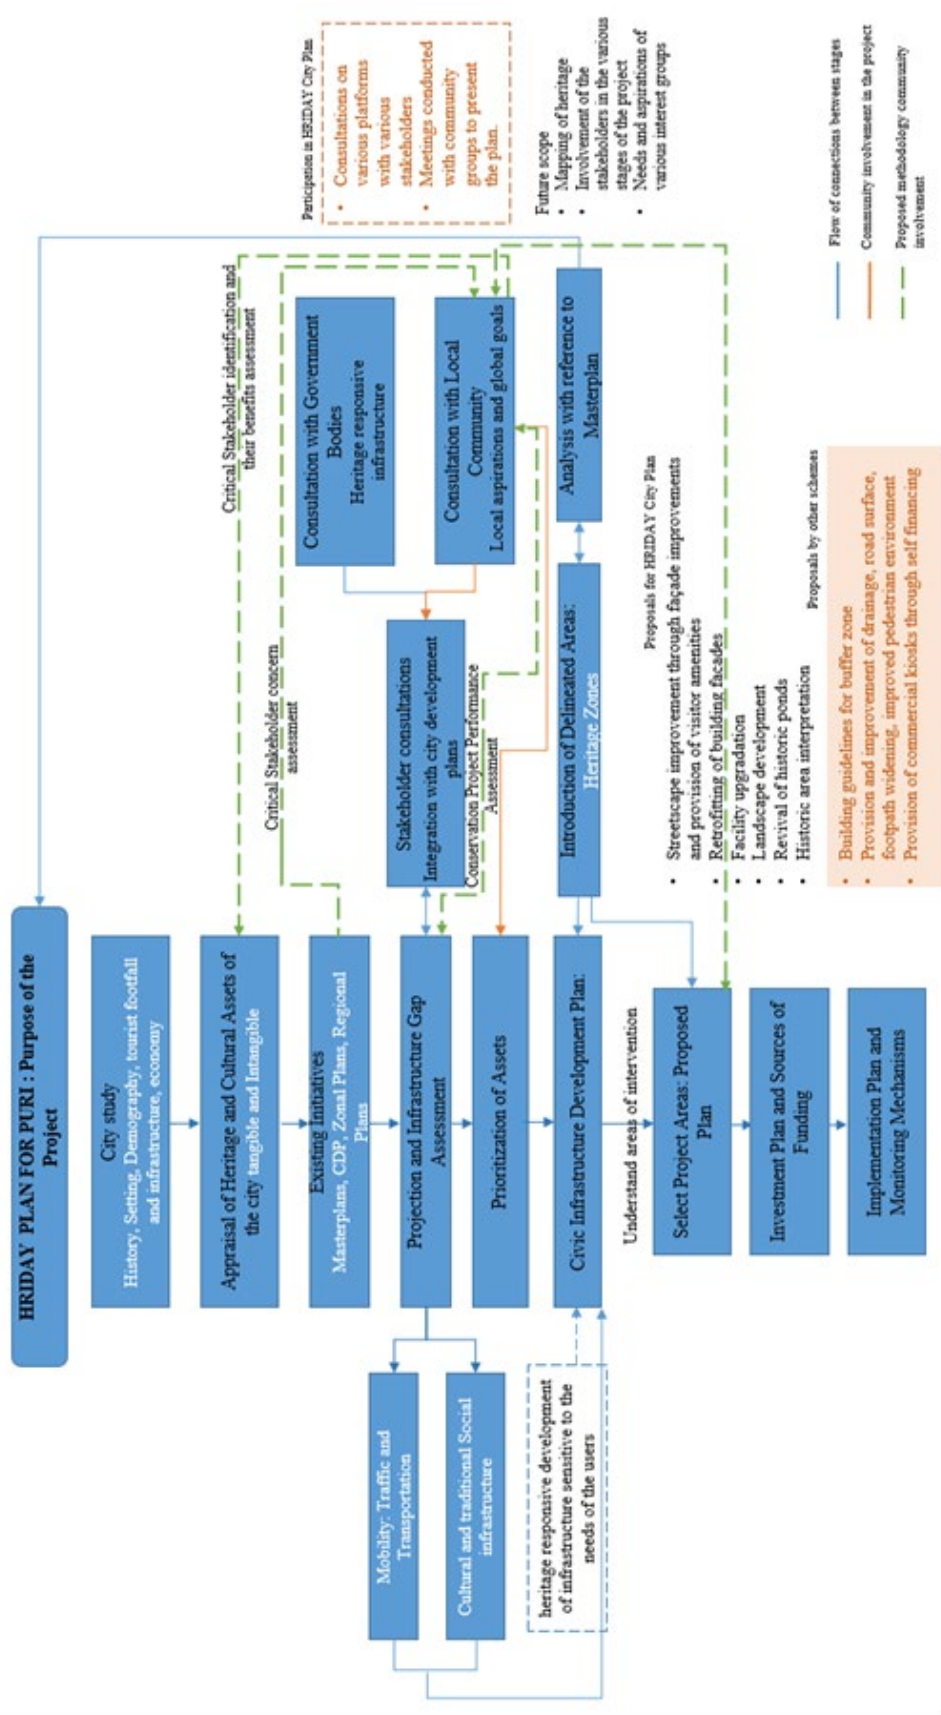 HRIDAY PLAN FOR PURI : Purpose of the
Project
City study
History, Setting, Demography, tourist footfall
and infrastructure, economy
Appraisal of Heritage and Cultural Assets of
the city tangible and Intangible
Existing Initiatives
Masterplans, CDP, Zonal Plans, Regional
Plans
Projection and Infrastructure Gap
Assessment
Prioritization of Assets
Civic Infrastructure Development Plan:
Understand areas of intervention
Select Project Areas: Proposed
Plan
Investment Plan and Sources of
Funding
Implementation Plan and
Monitoring Mechanisms
Mobility: Traffic and
Transportation
Cultural and traditional Social
infrastructure
heritage responsive development
of infrastructure sensitive to the
needs of the users
Critical Stakeholder identification and
their benefits assessment
Critical Stakeholder concern
assessment
Consultation with Government
Bodies
Heritage responsive
infrastructure
Consultation with Local
Community
Local aspirations and global goals
Stakeholder consultations
Integration with city development
plans
Conservation Project Performance
Assessment
Introduction of Delineated Areas:
Heritage Zones
Analysis with reference to
Masterplan
Participation in HRIDAY City Plan
• Consultations on
various platforms
with various
stakeholders
• Meetings conducted
with community
groups to present
the plan.
Future scope
• Mapping of heritage
• Involvement of the
stakeholders in the various
stages of the project
• Needs and aspirations of
various interest groups
Proposals for HRIDAY City Plan
• Streetscape improvement through façade improvements
and provision of visitor amenities
• Retrofitting of building facades
• Facility upgradation
• Landscape development
• Revival of historic ponds
• Historic area interpretation
Proposals by other schemes
• Building guidelines for buffer zone
• Provision and improvement of drainage, road surface,
footpath widening, improved pedestrian environment
• Provision of commercial kiosks through self financing
Flow of connections between stages
Community involvement in the project
Proposed methodology community
involvement